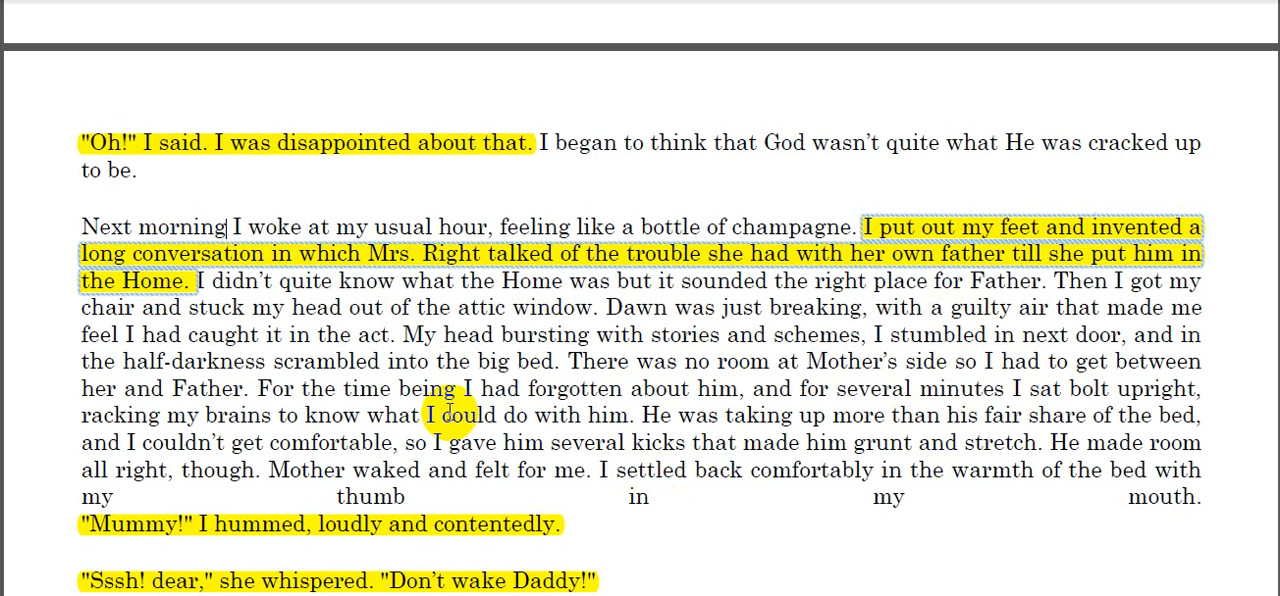 "Oh!" I said. I was disappointed about that. I began to think that God wasn't quite what He was cracked up
to be.
Next morning I woke at my usual hour, feeling like a bottle of champagne. I put out my feet and invented a
long conversation in which Mrs. Right talked of the trouble she had with her own father till she put him in
the Home. I didn't quite know what the Home was but it sounded the right place for Father. Then I got my
chair and stuck my head out of the attic window. Dawn was just breaking, with a guilty air that made me
feel I had caught it in the act. My head bursting with stories and schemes, I stumbled in next door, and in
the half-darkness scrambled into the big bed. There was no room at Mother's side so I had to get between
her and Father. For the time being I had forgotten about him, and for several minutes I sat bolt upright,
racking my brains to know what I could do with him. He was taking up more than his fair share of the bed,
and I couldn't get comfortable, so I gave him several kicks that made him grunt and stretch. He made room
all right, though. Mother waked and felt for me. I settled back comfortably in the warmth of the bed with
my thumb in my mouth.
"Mummy!" I hummed, loudly and contentedly.
"Sssh! dear," she whispered. "Don't wake Daddy!"